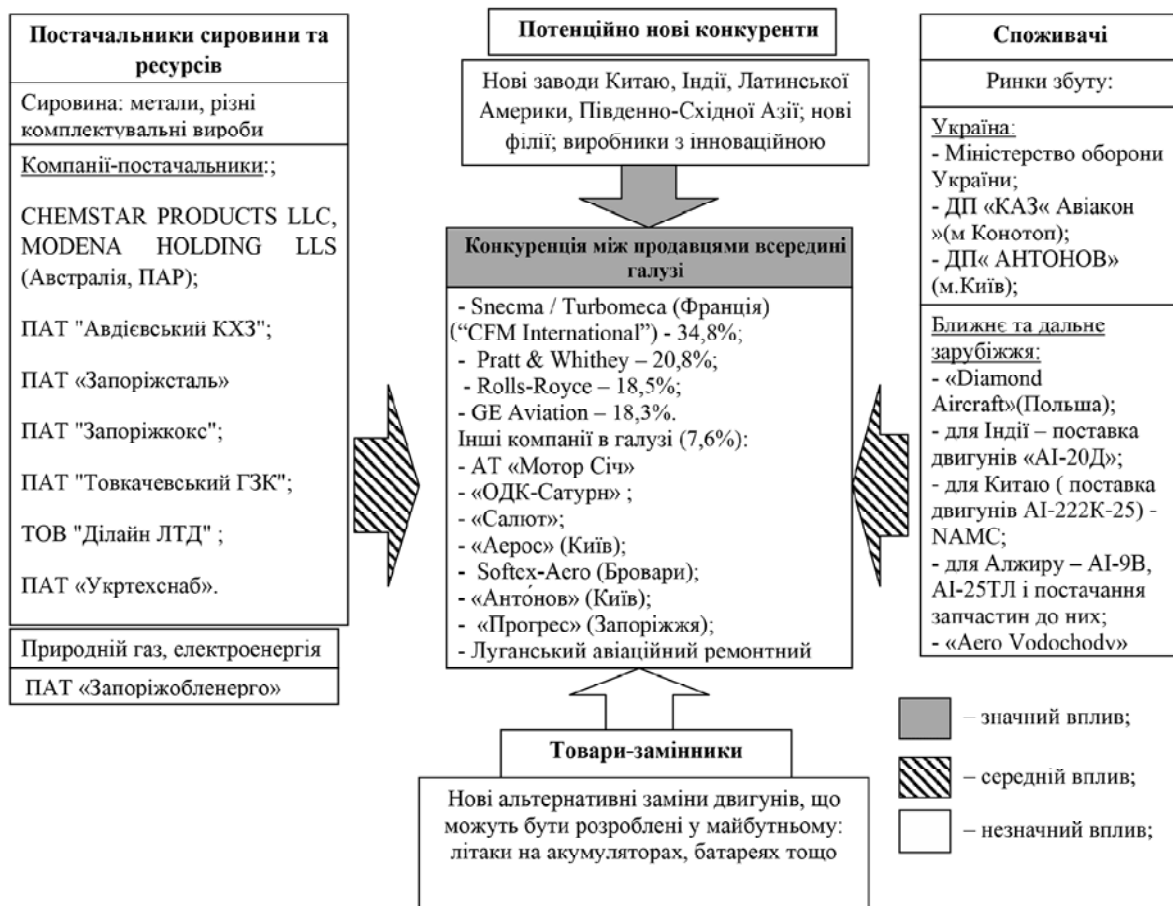 Постачальники сировини та
ресурсів
Сировина: метали, різні
комплектувальні вироби
Компанії-постачальники:;
CHEMSTAR PRODUCTS LLC,
MODENA HOLDING LLS
(Австралія, ПАР);
ПАТ "Авдієвський КХЗ";
ПАТ «Запоріжсталь»
ПАТ "Запоріжкокс";
ПАТ "Товкачевський ГЗК";
ТОВ "Ділайн ЛТД" ;
ПАТ «Укртехснаб».
Природній газ, електроенергія
ПАТ «Запоріжобленерго»
Потенційно нові конкуренти
Нові заводи Китаю, Індії, Латинської
Америки, Південно-Східної Азії; нові
філії; виробники з інноваційною
Конкуренція між продавцями всередині
галузі
- Snecma / Turbomeca (Франція)
(“CFM International”) - 34,8%;
- Pratt & Whithey – 20,8%;
- Rolls-Royce – 18,5%;
- GE Aviation – 18,3%.
Інші компанії в галузі (7,6%):
- АТ «Мотор Січ»
- «ОДК-Сатурн» ;
- «Салют»;
- «Аерос» (Київ);
- Softex-Aero (Бровари);
- «Анто́нов» (Київ);
- «Прогрес» (Запоріжжя);
- Луганський авіаційний ремонтний
Товари-замінники
Нові альтернативні заміни двигунів, що
можуть бути розроблені у майбутньому:
літаки на акумуляторах, батареях тощо
Споживачі
Ринки збуту:
Україна:
- Міністерство оборони
України;
- ДП «КАЗ« Авіакон
»(м Конотоп);
- ДП« АНТОНОВ»
(м.Київ);
Ближнє та дальнє
зарубіжжя:
- «Diamond
Aircraft»(Польша);
- для Індії – поставка
двигунів «АІ-20Д»;
- для Китаю ( поставка
двигунів АІ-222К-25) -
NAMC;
- для Алжиру – АІ-9В,
АІ-25ТЛ і постачання
запчастин до них;
- «Aero Vodochody»
– значний вплив;
– середній вплив;
– незначний вплив;